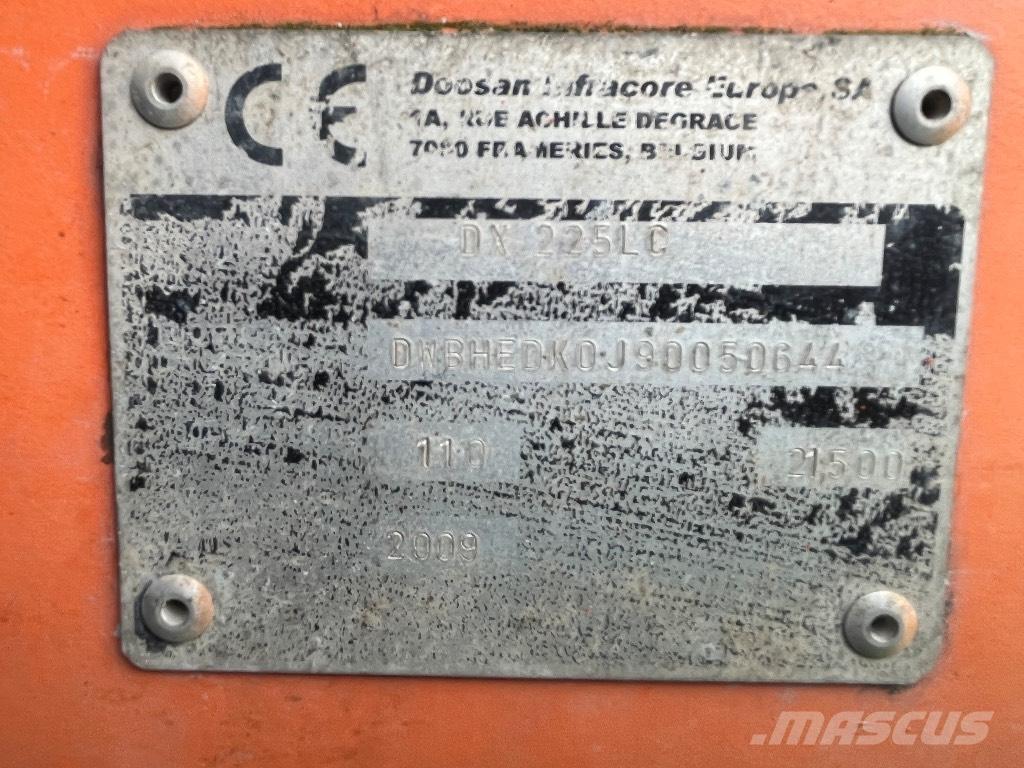 CE
Doosan Infracore Europe SA
1A, RUE ACHILLE DEGRACE
7080 FRAMERIES, BELGIUM
DX 225LC
DWBHEDK0J90050644
110 21500
2009
MASCUS